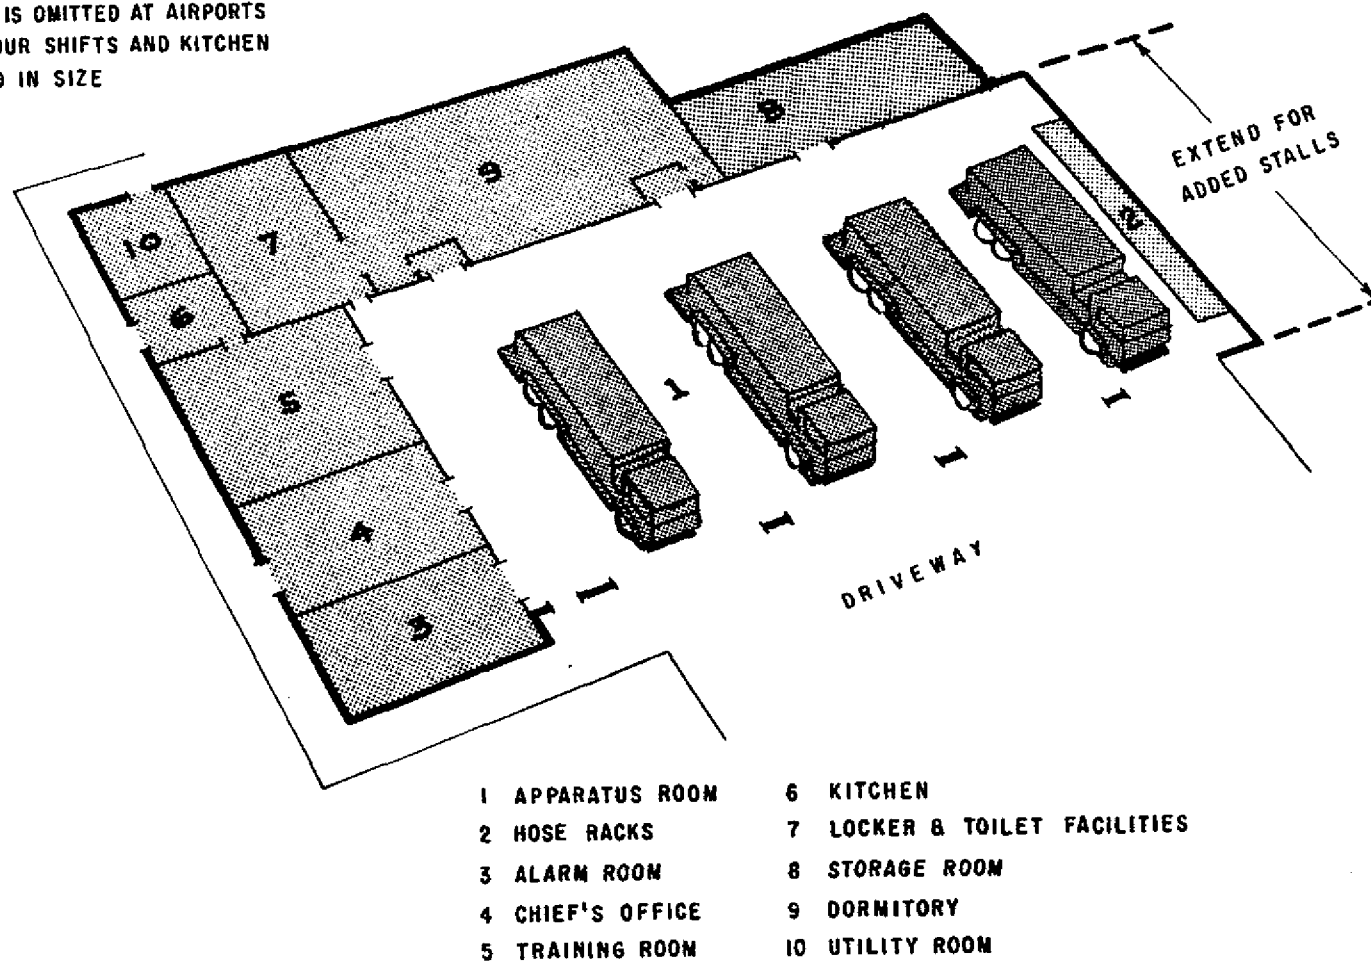 IS OMITTED AT AIRPORTS
OUR SHIFTS AND KITCHEN
IN SIZE
8
9
10
7
6
5
4
3
1
2
EXTEND FOR
ADDED STALLS
DRIVEWAY
1 APPARATUS ROOM
2 HOSE RACKS
3 ALARM ROOM
4 CHIEF'S OFFICE
5 TRAINING ROOM
6 KITCHEN
7 LOCKER & TOILET FACILITIES
8 STORAGE ROOM
9 DORMITORY
10 UTILITY ROOM